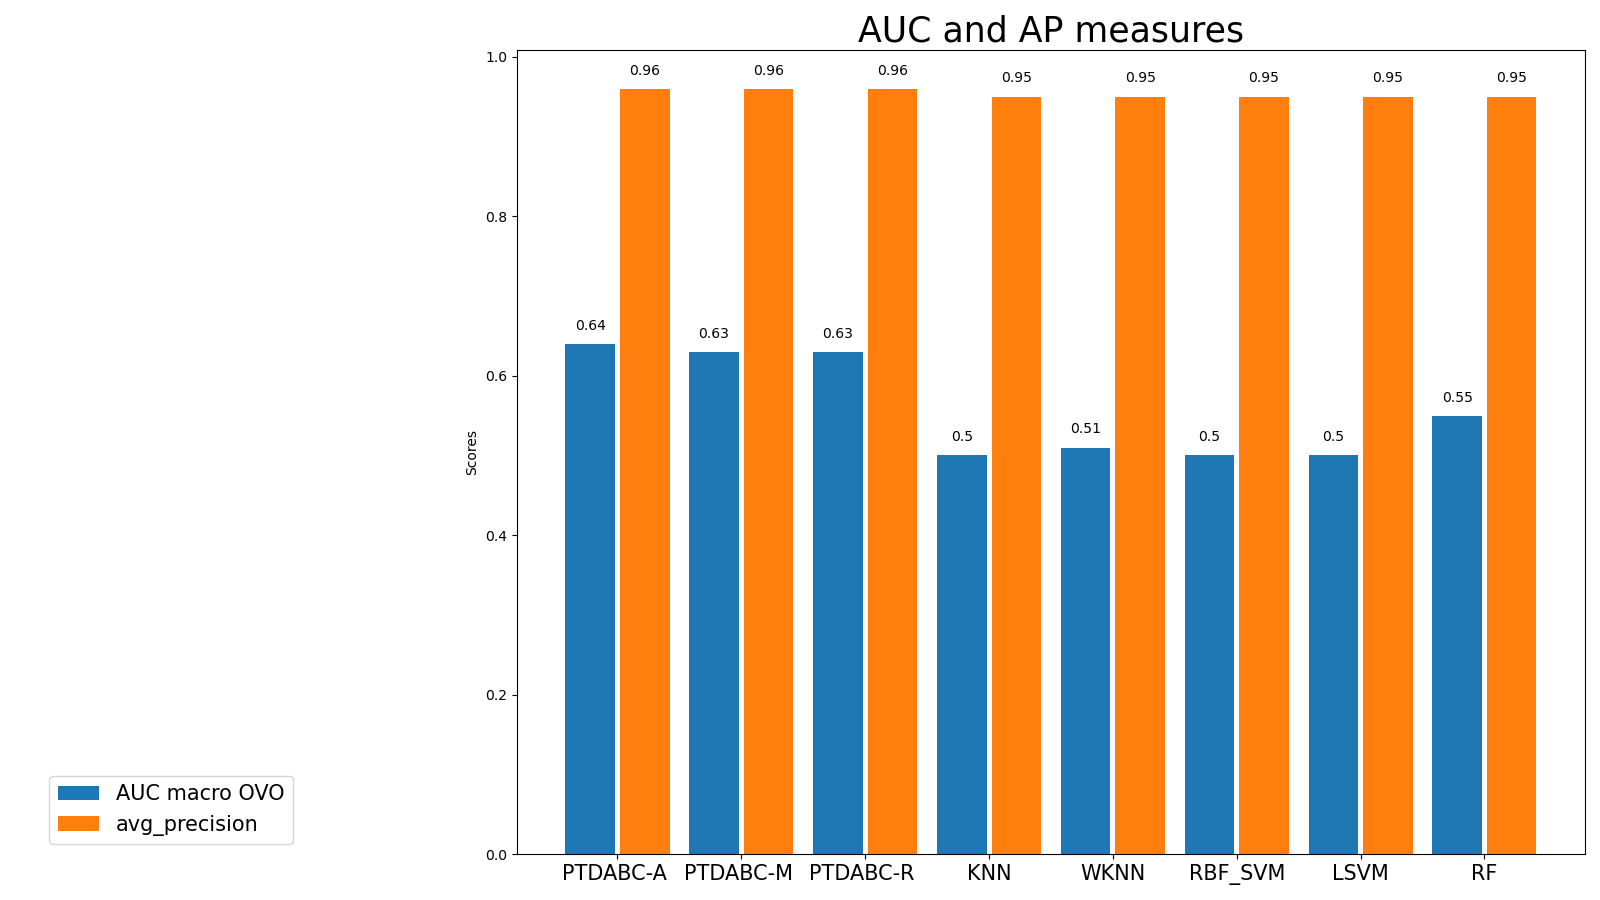 AUC and AP measures
1.0
0.8
0.6
0.4
0.2
0.0
Scores
0.96
0.96
0.96
0.95
0.95
0.95
0.95
0.95
0.64
0.63
0.63
0.5
0.51
0.5
0.5
0.55
PTDABC-A
PTDABC-M
PTDABC-R
KNN
WKNN
RBF_SVM
LSVM
RF
AUC macro OVO
avg_precision